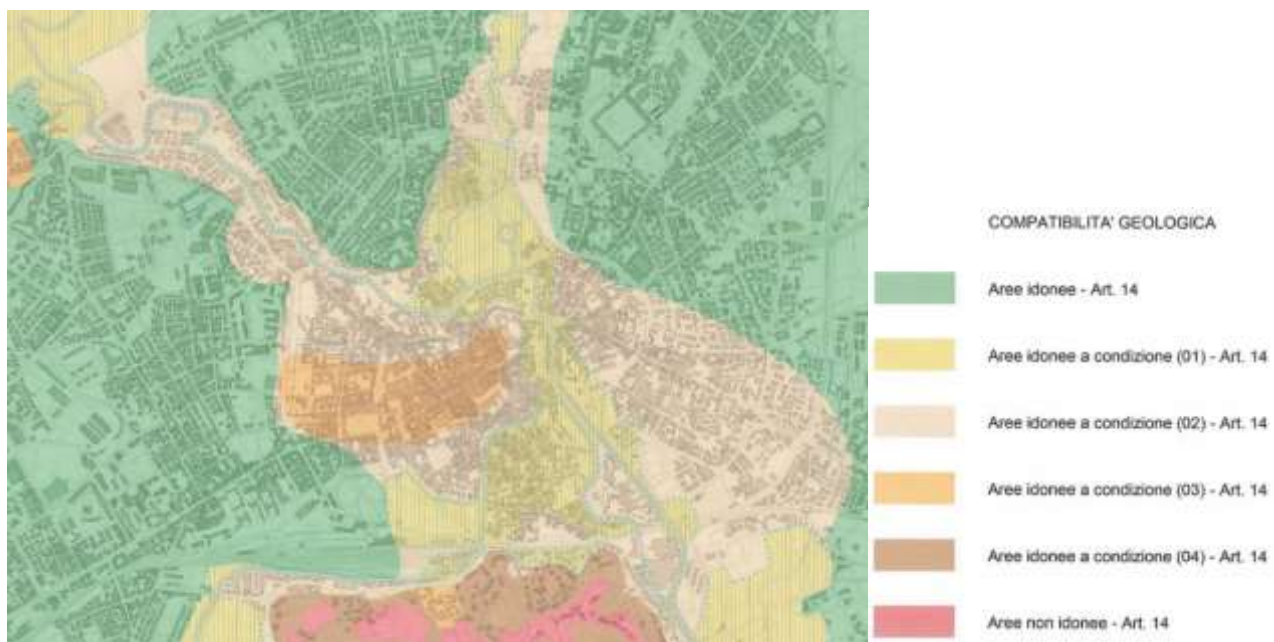 COMPATIBILITA' GEOLOGICA
Aree idonee - Art. 14
Aree idonee a condizione (01) - Art. 14
Aree idonee a condizione (02) - Art. 14
Aree idonee a condizione (03) - Art. 14
Aree idonee a condizione (04) - Art. 14
Aree non idonee - Art. 14